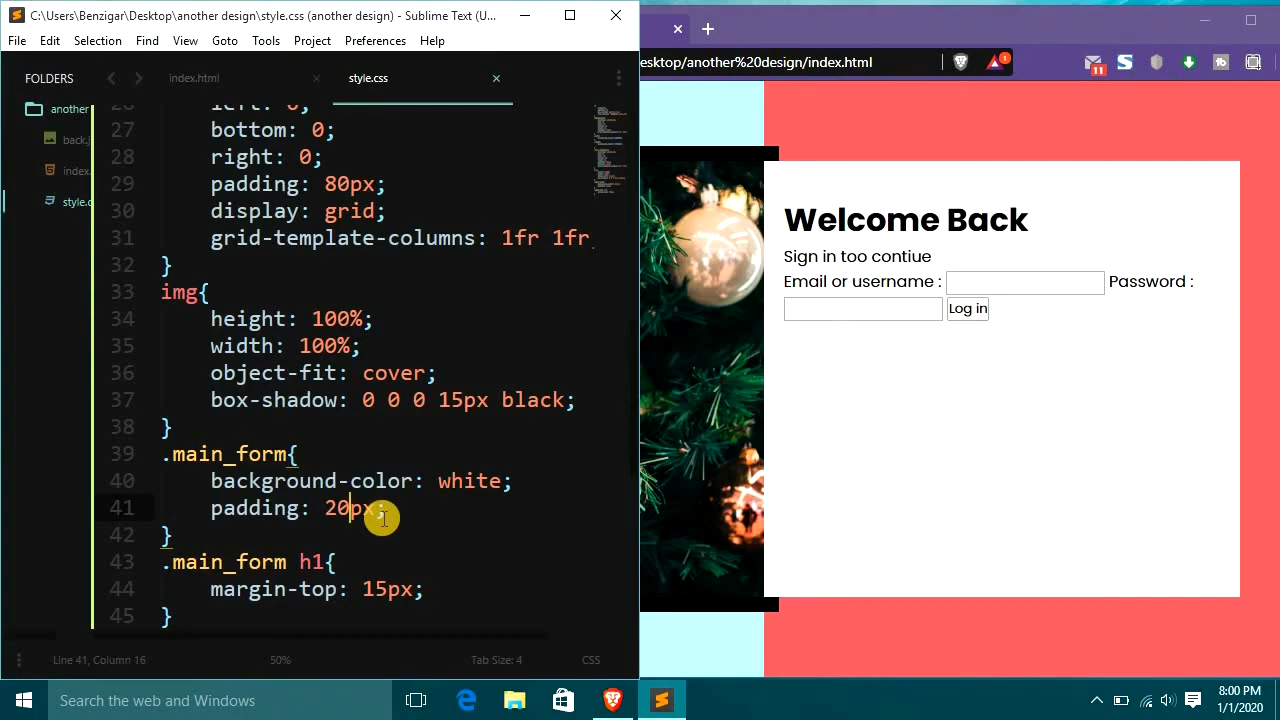 C:\Users\Benzigar\Desktop\another design\style.css (another design) - Sublime Text (U...
File Edit Selection Find View Goto Tools Project Preferences Help
esktop/another%20design/index.html
1
11
FOLDERS
index.html
style.css
another
back.j
index.
style.c
27 bottom: 0;
28 right: 0;
29 padding: 80px;
30 display: grid;
31 grid-template-columns: 1fr 1fr
32 }
33 img{
34 height: 100%;
35 width: 100%;
36 object-fit: cover;
37 box-shadow: 0 0 0 15px black;
38 }
39 .main_form{
40 background-color: white;
41 padding: 20px;
42 }
43 .main_form h1{
44 margin-top: 15px;
45 }
Line 41, Column 16
50%
Tab Size: 4
CSS
Welcome Back
Sign in too contiue
Email or username : Password :
Log in
Search the web and Windows
8:00 PM
1/1/2020